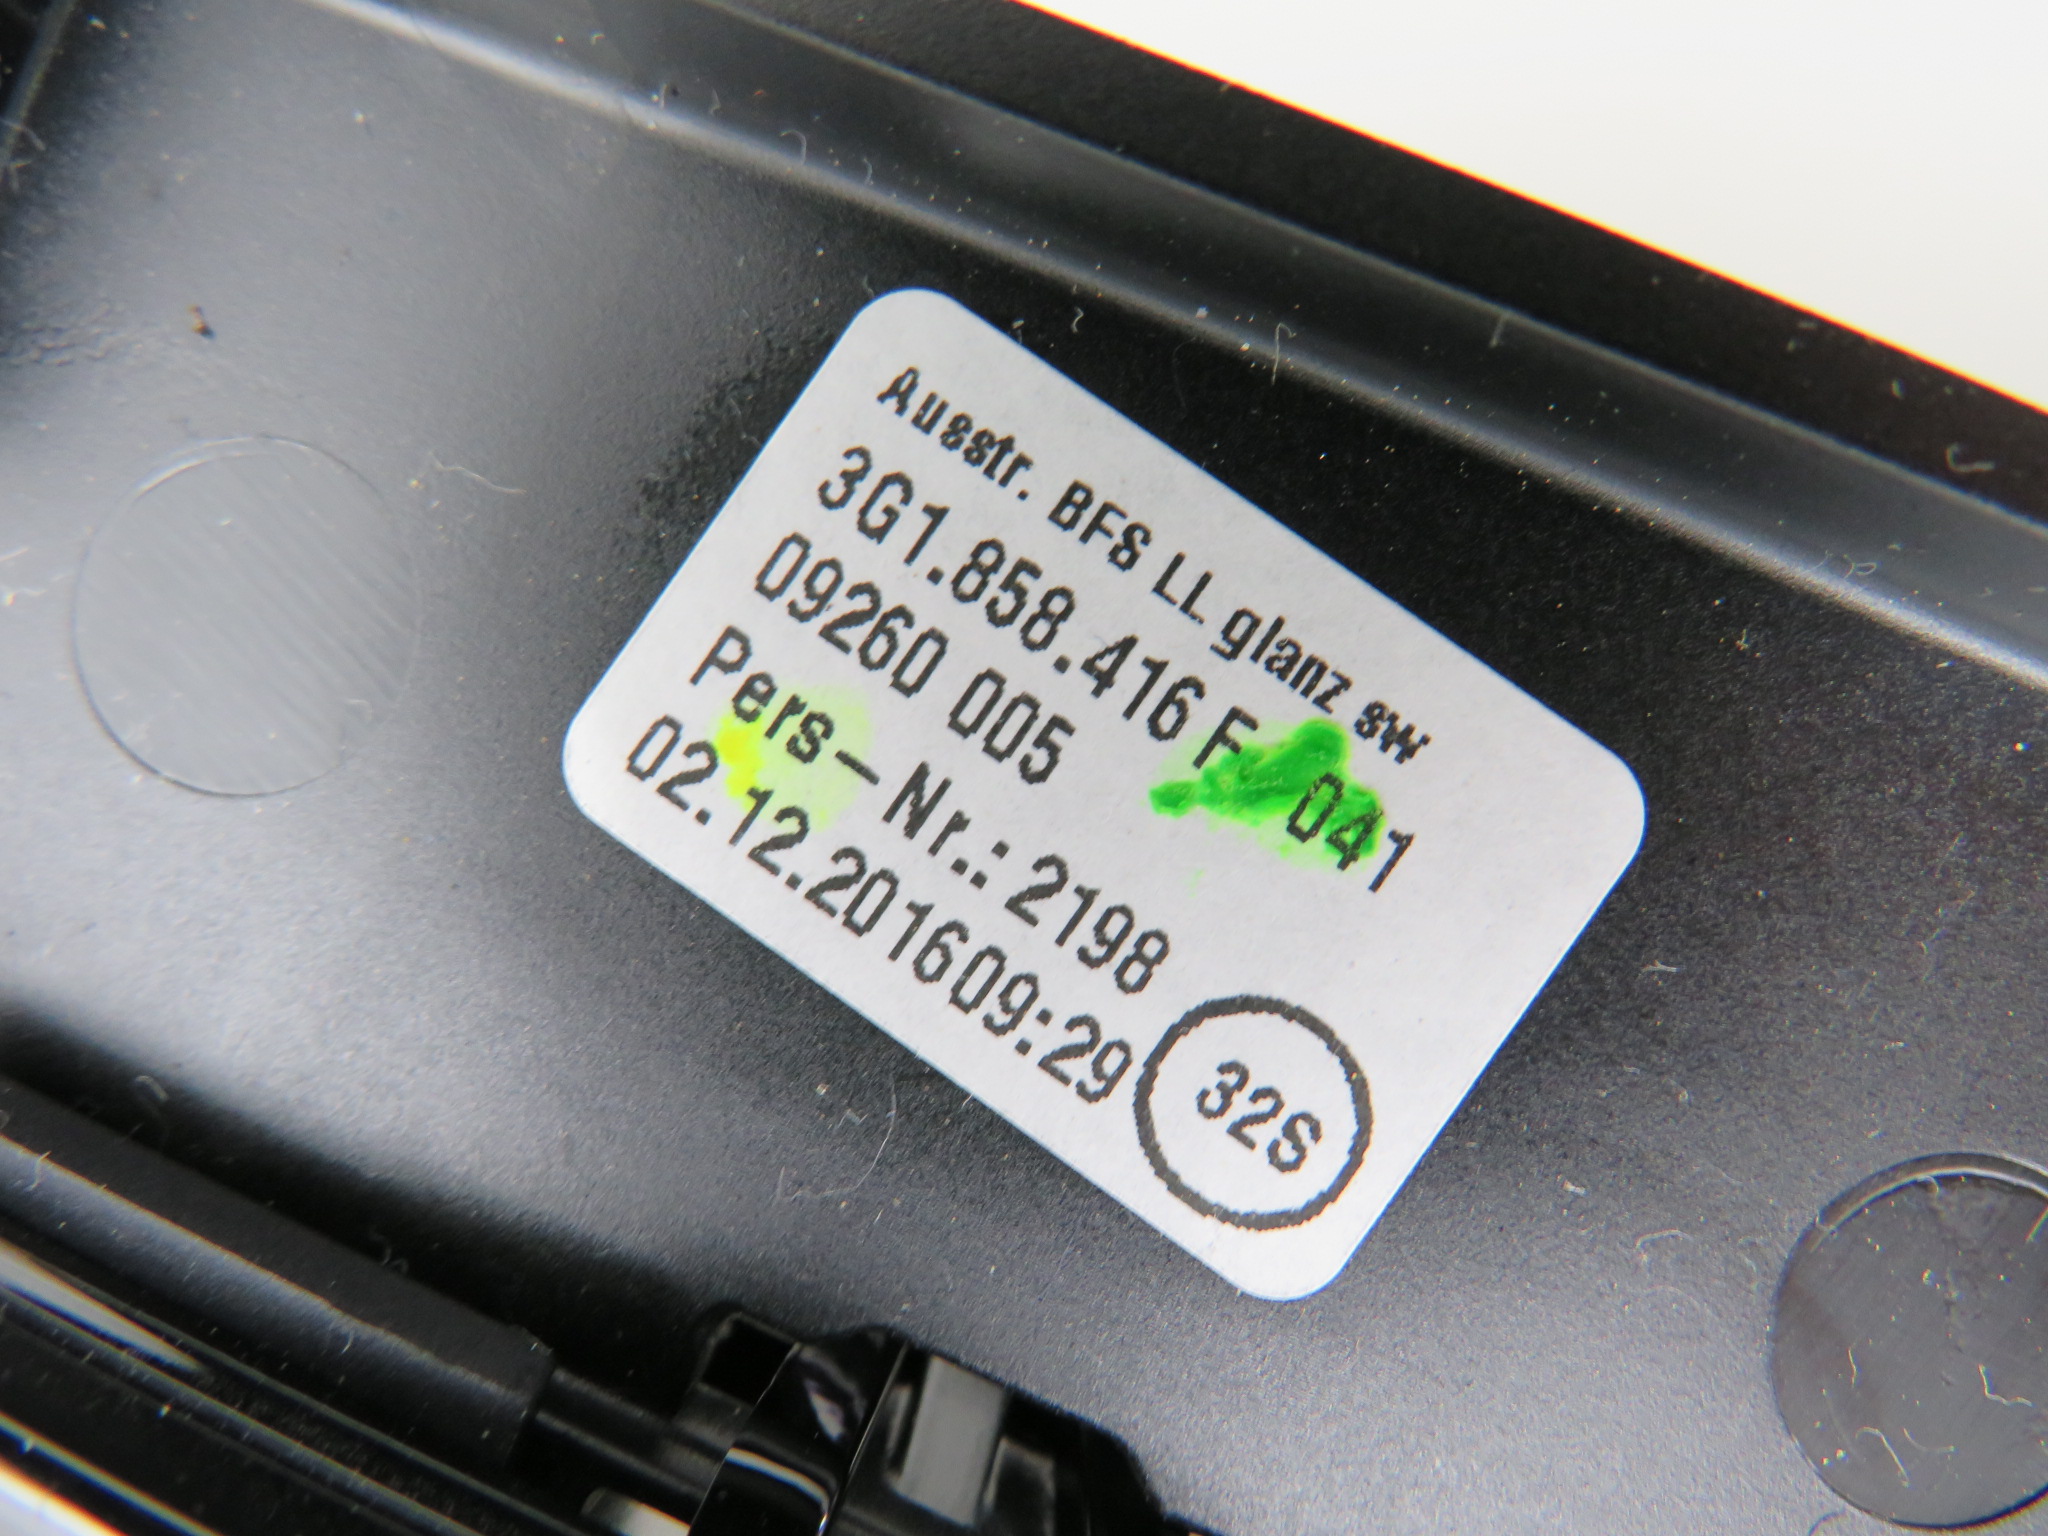 Ausstr. BFS LL glanz sw
3G1.858.416 F 041
09260 005
Pers-Nr.: 2198
02.12.201609:29
32S